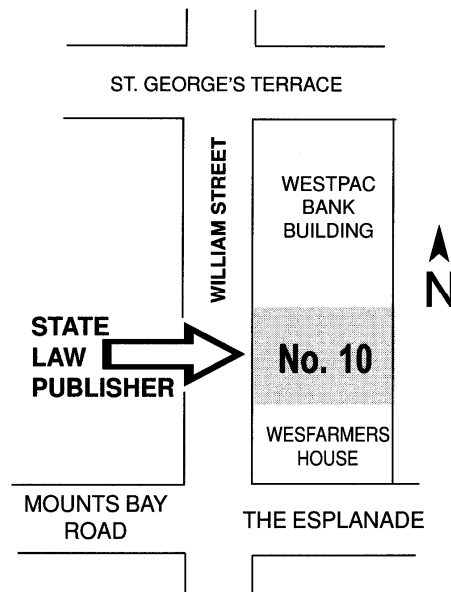 ST. GEORGE'S TERRACE
WILLIAM STREET
WESTPAC
BANK
BUILDING
N
STATE
LAW
PUBLISHER
No. 10
WESFARMERS
HOUSE
MOUNTS BAY
ROAD
THE ESPLANADE